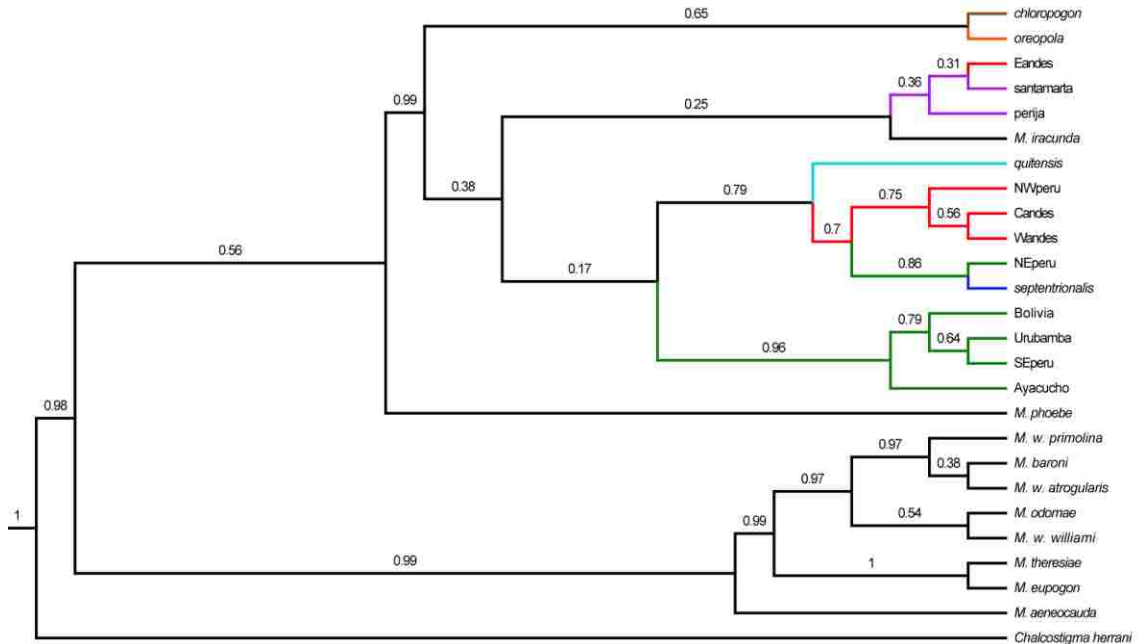 0.65
chloropogon
oreopola
0.31
Eandes
0.36
santamarta
0.99
0.25
perija
M. iracunda
quitensis
0.38
0.79
0.75
NWperu
0.56
Candes
0.7
Wandes
0.56
0.17
0.86
NEperu
septentrionalis
0.79
Bolivia
0.96
0.64
Urubamba
SEperu
Ayacucho
0.98
M. phoebe
0.97
M. w. primolina
0.38
M. baroni
0.97
M. w. atrogularis
1
0.99
0.54
M. odomae
M. w. williami
0.99
1
M. theresiae
M. eupogon
M. aeneocauda
Chalcostigma herrani